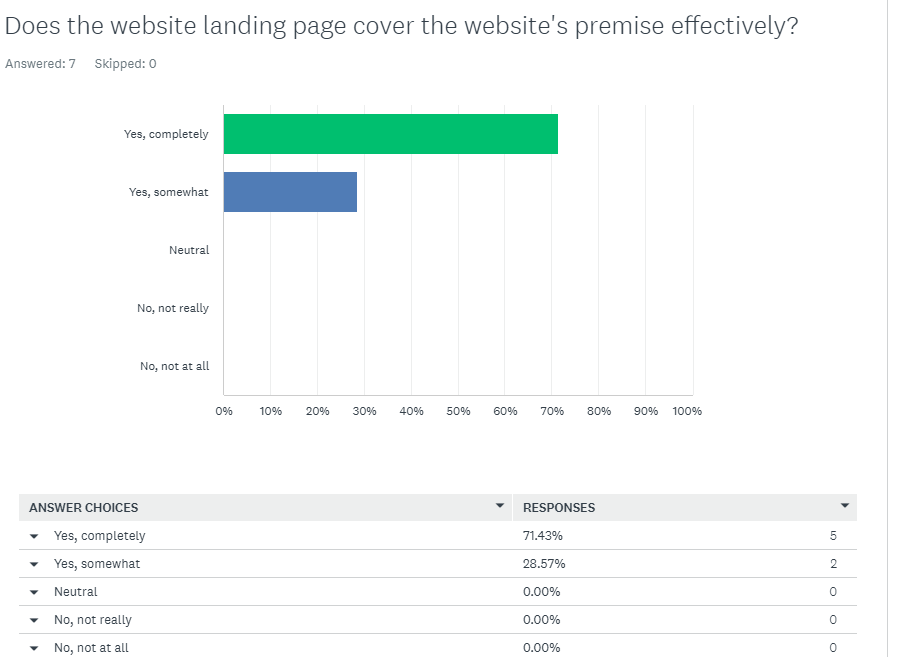 Does the website landing page cover the website's premise effectively?
Answered: 7 Skipped: 0
Yes, completely
Yes, somewhat
Neutral
No, not really
No, not at all
0% 10% 20% 30% 40% 50% 60% 70% 80% 90% 100%
ANSWER CHOICES RESPONSES
Yes, completely 71.43% 5
Yes, somewhat 28.57% 2
Neutral 0.00% 0
No, not really 0.00% 0
No, not at all 0.00% 0